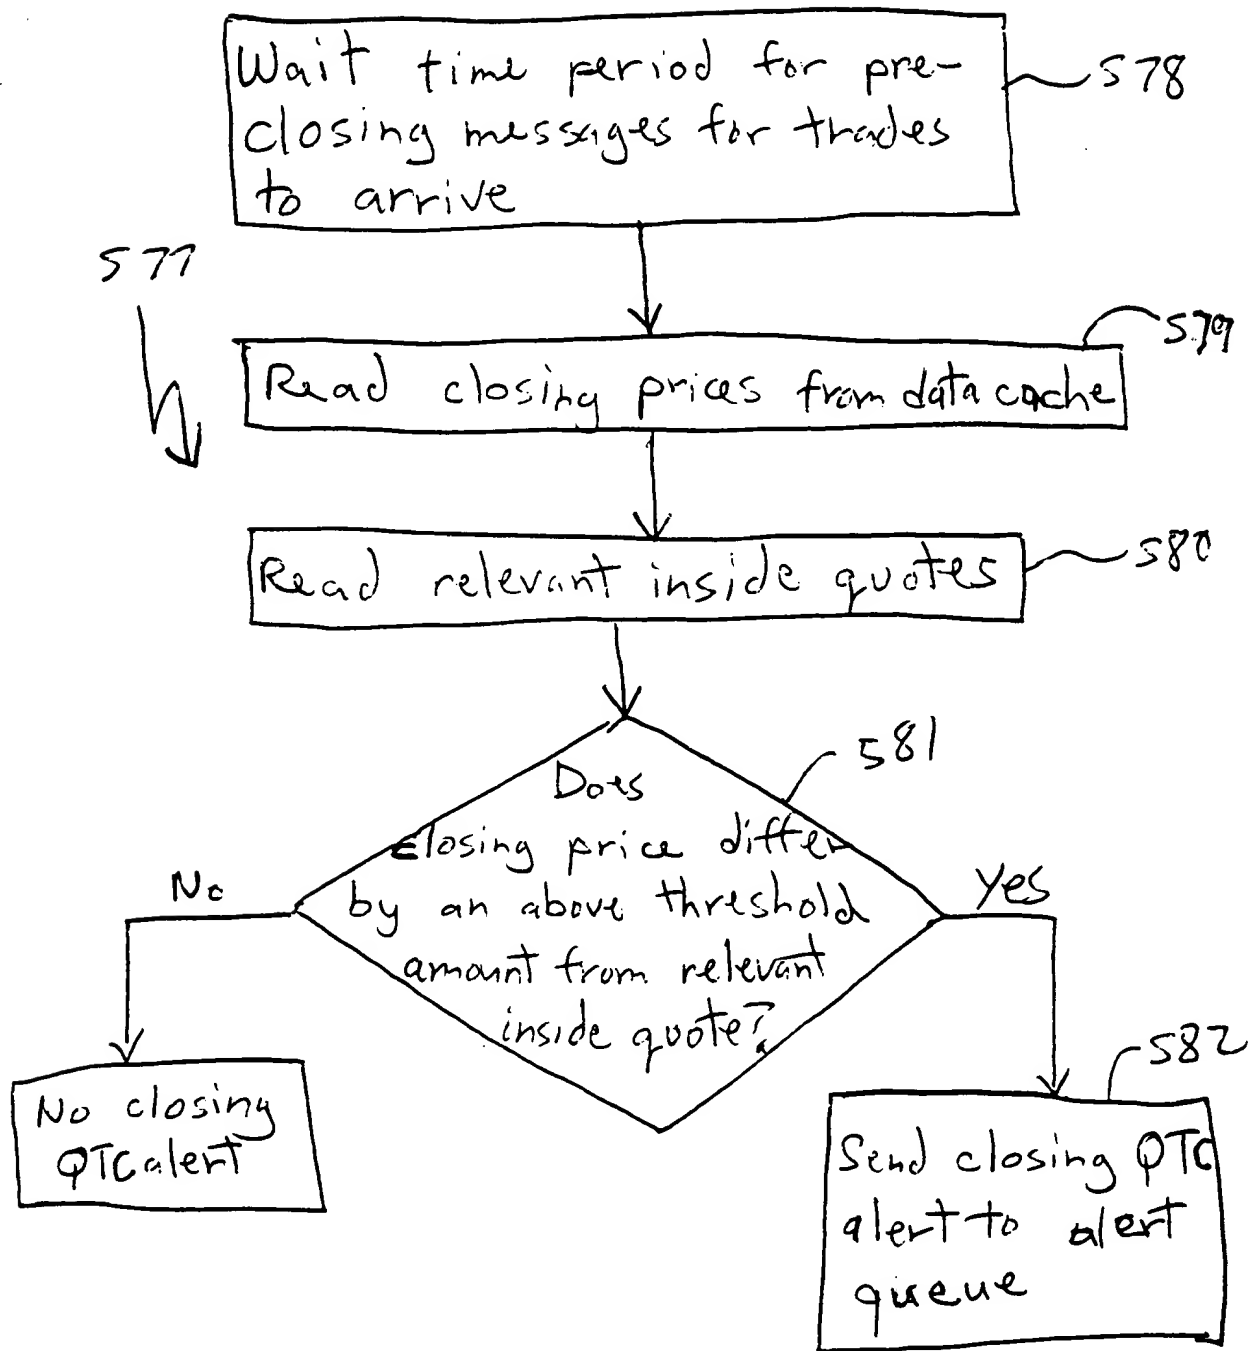 Wait time period for pre-
closing messages for trades
to arrive
578
577
579
Read closing prices from data cache
Read relevant inside quotes
580
581
Does
closing price differ
by an above threshold
amount from relevant
inside quote?
No
Yes
582
No closing
QTC alert
Send closing QTC
alert to alert
queue